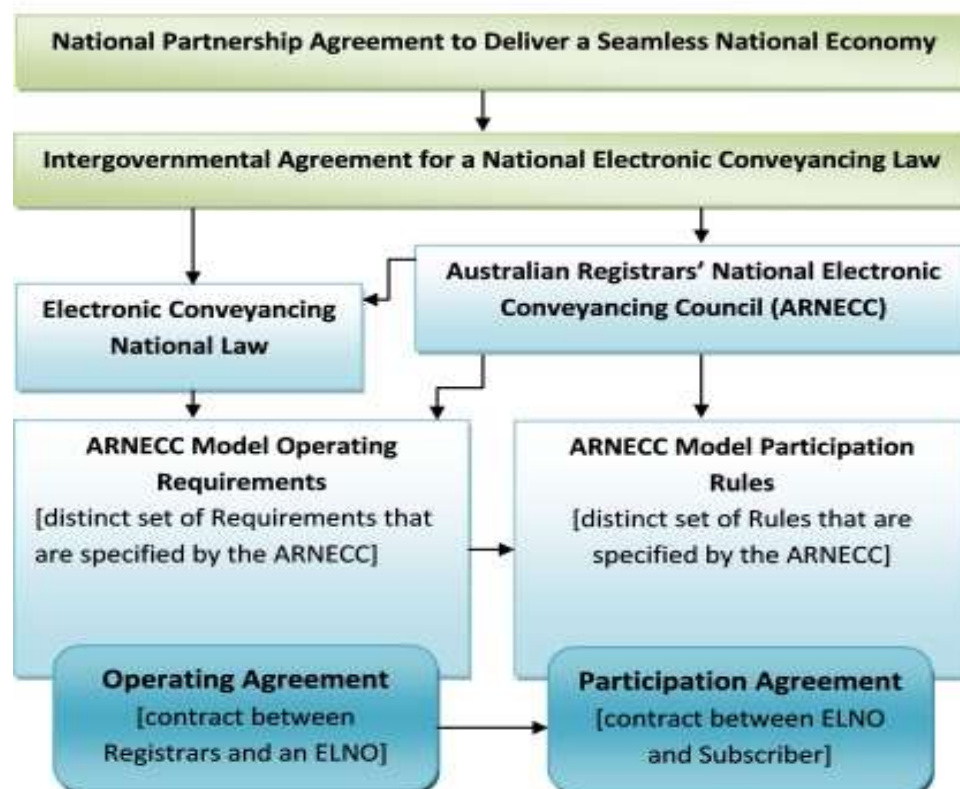 National Partnership Agreement to Deliver a Seamless National Economy
Intergovernmental Agreement for a National Electronic Conveyancing Law
Australian Registrars’ National Electronic
Conveyancing Council (ARNECC)
Electronic Conveyancing
National Law
ARNECC Model Operating
Requirements
[distinct set of Requirements that
are specified by the ARNECC]
ARNECC Model Participation
Rules
[distinct set of Rules that are
specified by the ARNECC]
Operating Agreement
[contract between
Registrars and an ELNO]
Participation Agreement
[contract between ELNO
and Subscriber]